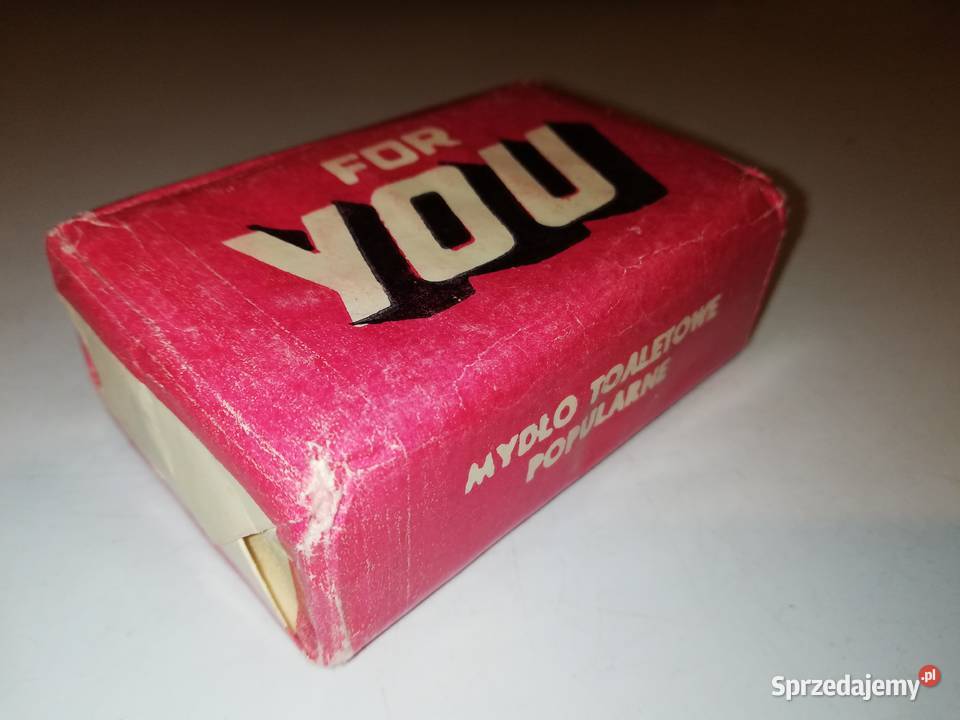 FOR
YOU
MYDŁO TOALETOWE
POPULARNE
Sprzedajemy.pl